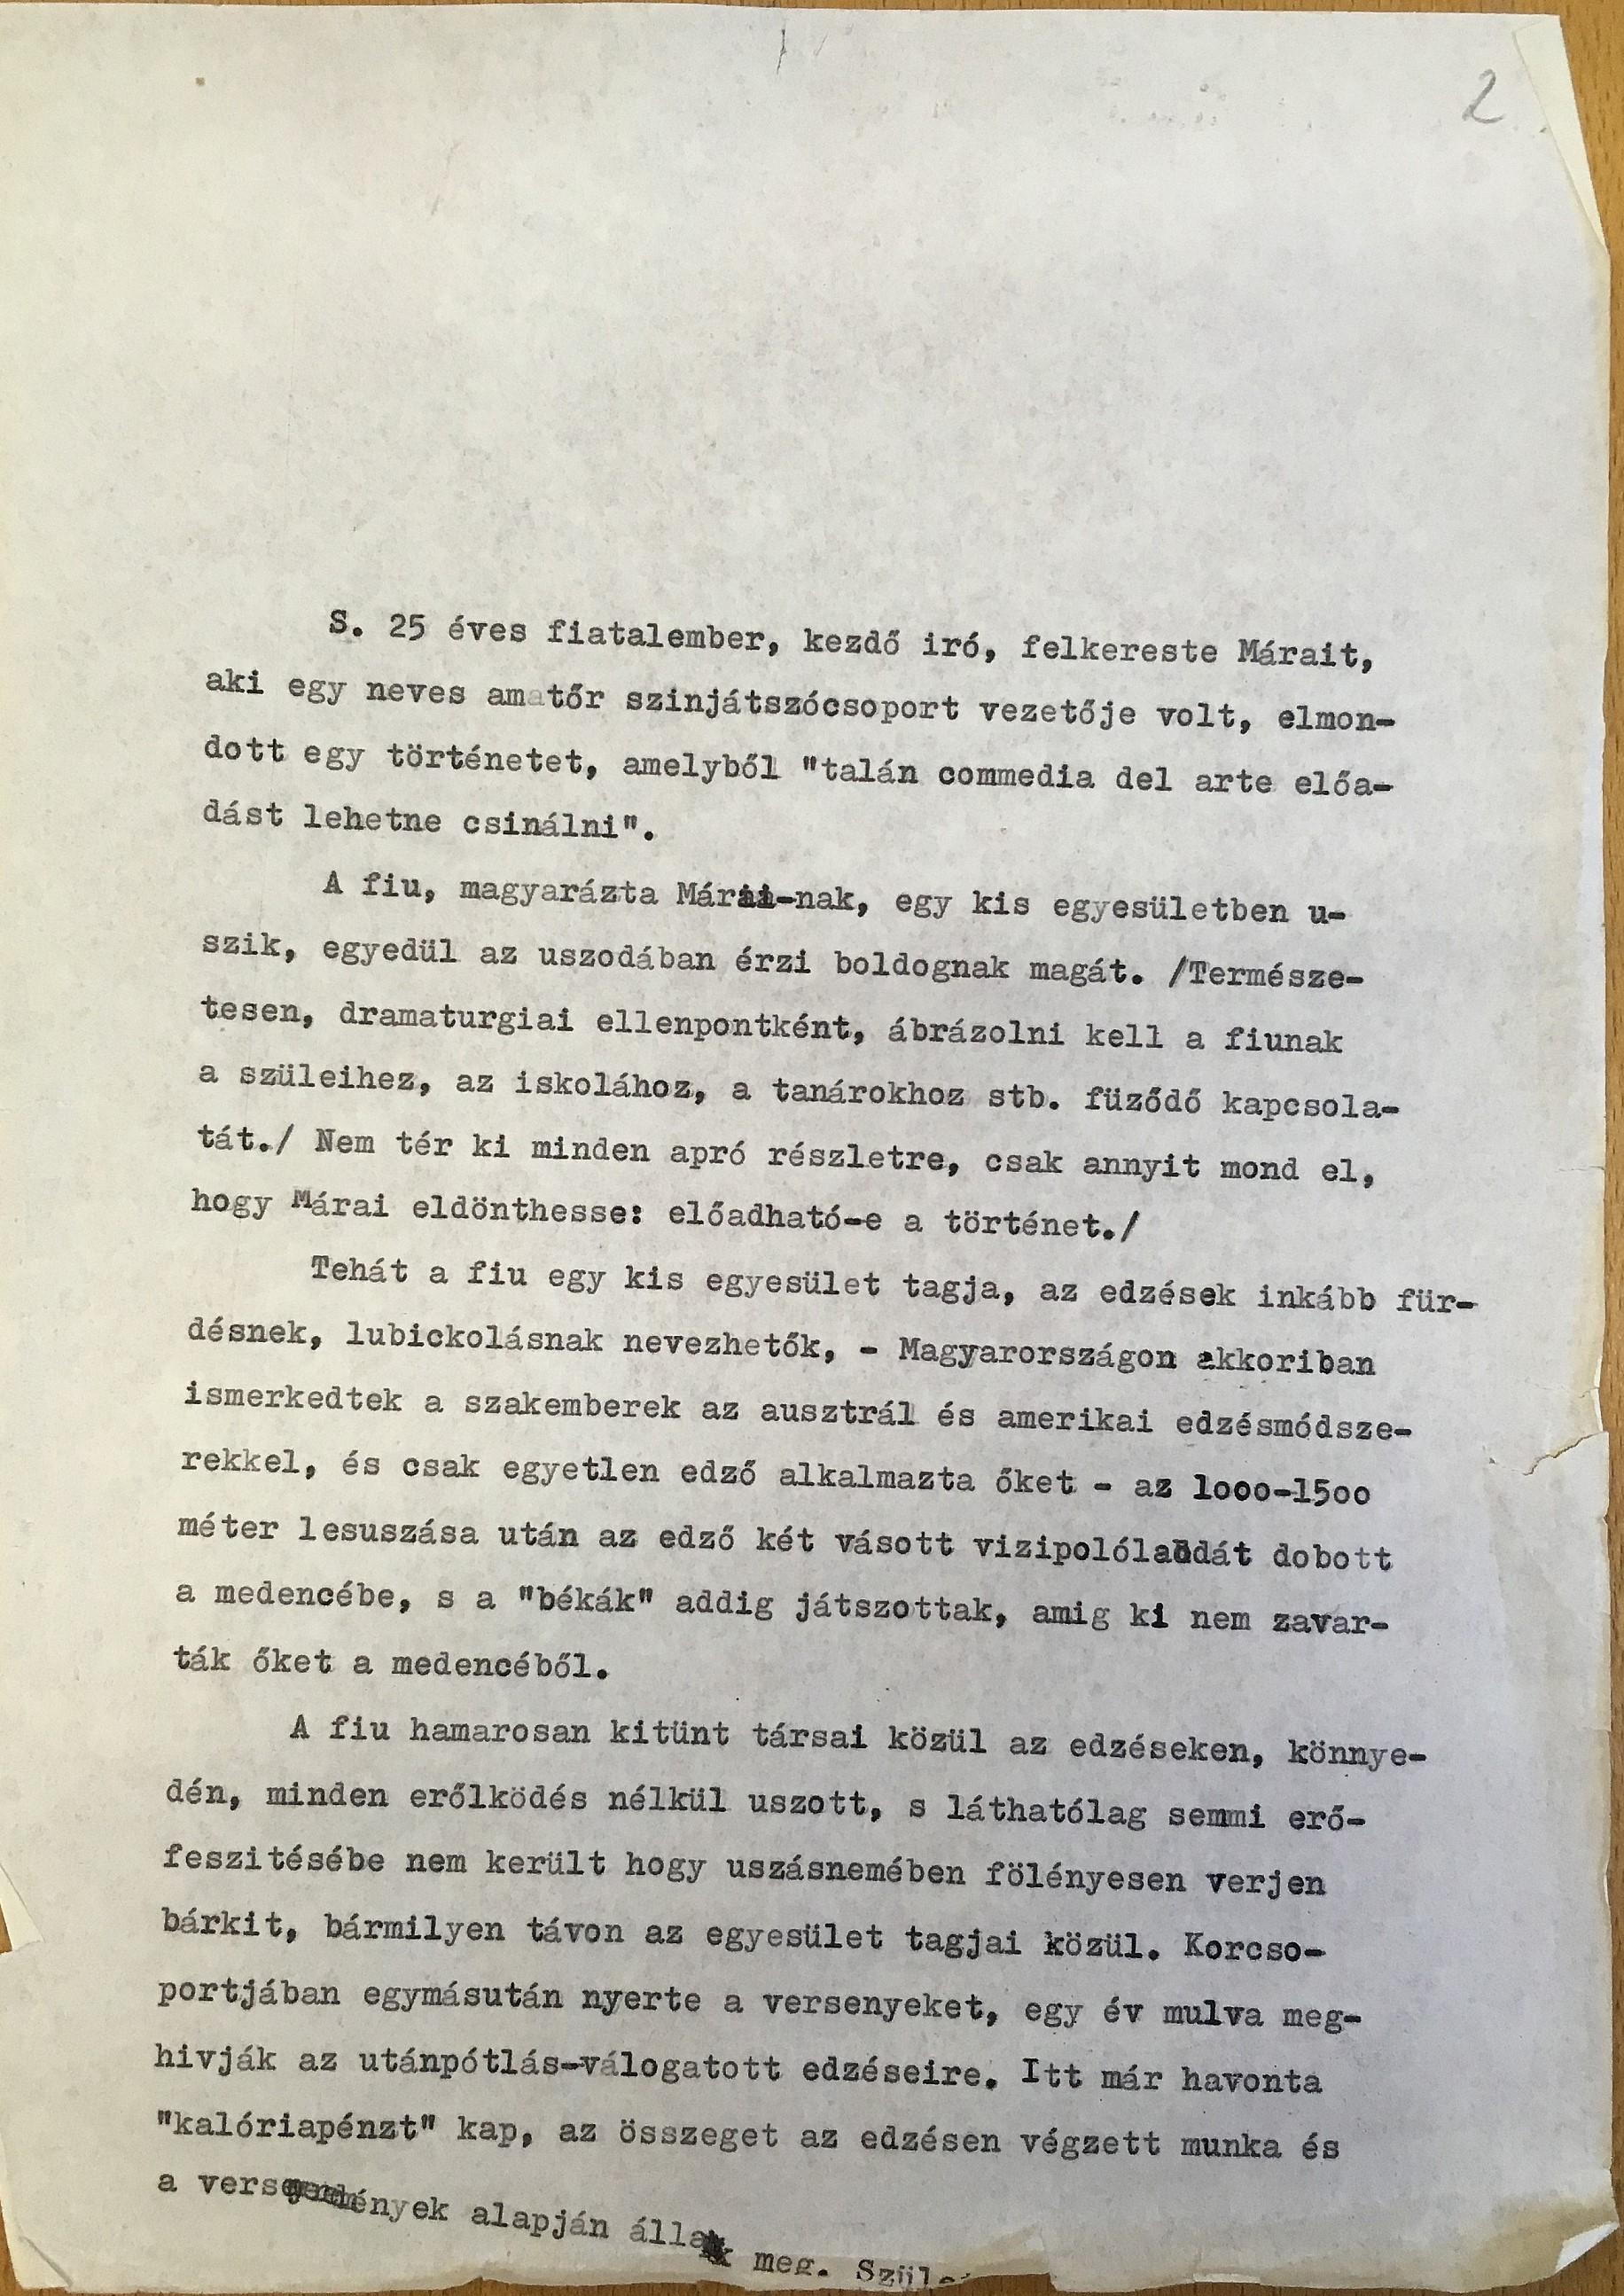 2
S. 25 éves fiatalember, kezdő iró, felkereste Márait,
aki egy neves amatőr szinjátszócsoport vezetője volt, elmon-
dott egy történetet, amelyből "talán commedia del arte előa-
dást lehetne csinálni".
A fiu, magyarázta Márai-nak, egy kis egyesületben u-
szik, egyedül az uszodában érzi boldognak magát. /Természe-
tesen, dramaturgiai ellenpontként, ábrázolni kell a fiunak
a szüleihez, az iskolához, a tanárokhoz stb. füződő kapcsola-
tát./ Nem tér ki minden apró részletre, csak annyit mond el,
hogy Márai eldönthesse: előadható-e a történet./
Tehát a fiu egy kis egyesület tagja, az edzések inkább für-
désnek, lubickolásnak nevezhetők, - Magyarországon akkoriban
ismerkedtek a szakemberek az ausztrál és amerikai edzésmódsze-
rekkel, és csak egyetlen edző alkalmazta őket - az 1ooo-15oo
méter lesuszása után az edző két vásott vizipolólabdát dobott
a medencébe, s a "békák" addig játszottak, amig ki nem zavar-
ták őket a medencéből.
A fiu hamarosan kitünt társai közül az edzéseken, könnye-
dén, minden erőlködés nélkül uszott, s láthatólag semmi erő-
feszitésébe nem került hogy uszásnemében fölényesen verjen
bárkit, bármilyen távon az egyesület tagjai közül. Korcso-
portjában egymásután nyerte a versenyeket, egy év mulva meg-
hivják az utánpótlás-válogatott edzéseire. Itt már havonta
"kalóriapénzt" kap, az összeget az edzésen végzett munka és
a alapján meg.